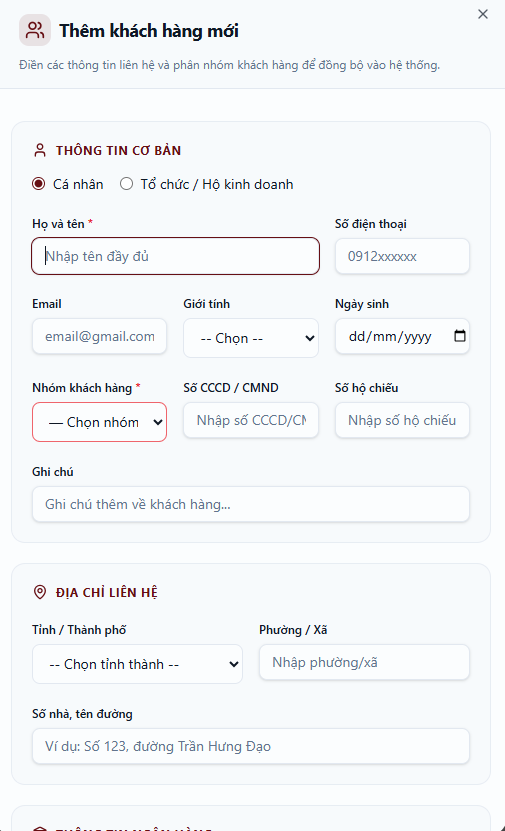 Thêm khách hàng mới
Điền các thông tin liên hệ và phân nhóm khách hàng để đồng bộ vào hệ thống.
THÔNG TIN CƠ BẢN
Cá nhân
Tổ chức / Hộ kinh doanh
Họ và tên *
Số điện thoại
Nhập tên đầy đủ
0912xxxxxx
Email
Giới tính
Ngày sinh
email@gmail.com
-- Chọn --
dd/mm/yyyy
Nhóm khách hàng *
Số CCCD / CMND
Số hộ chiếu
— Chọn nhóm
Nhập số CCCD/CM
Nhập số hộ chiếu
Ghi chú
Ghi chú thêm về khách hàng...
ĐỊA CHỈ LIÊN HỆ
Tỉnh / Thành phố
Phường / Xã
-- Chọn tỉnh thành --
Nhập phường/xã
Số nhà, tên đường
Ví dụ: Số 123, đường Trần Hưng Đạo
THÔNG TIN NGÂN HÀNG